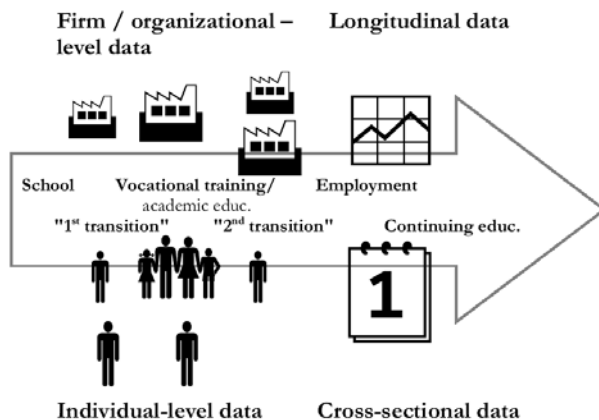 Firm / organizational –
level data
Longitudinal data
School
Vocational training/
academic educ.
Employment
"1st transition"
"2nd transition"
Continuing educ.
1
Individual-level data
Cross-sectional data